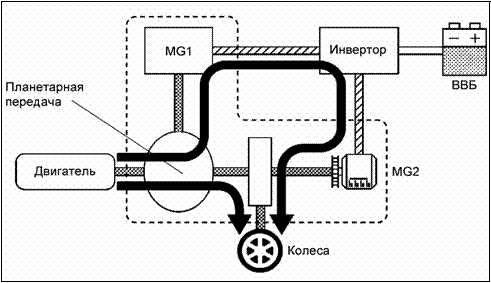 MG1
Инвертор
ВВБ
Планетарная
передача
Двигатель
MG2
Колеса